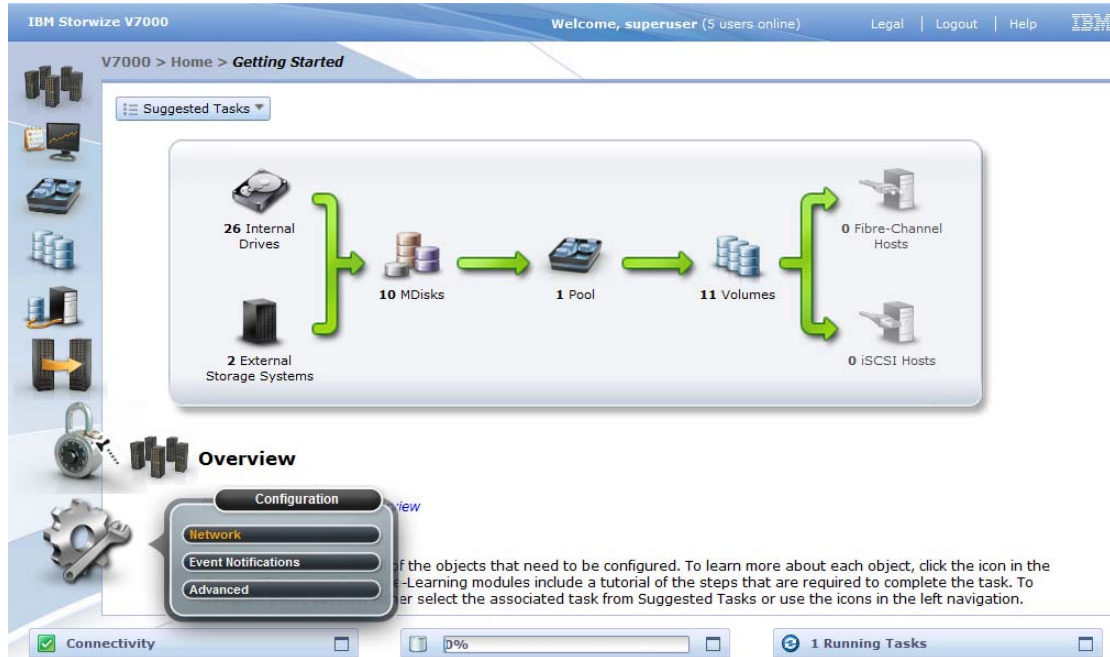 IBM Storwize V7000
Welcome, superuser (5 users online)
Legal | Logout | Help
IBM
V7000 > Home > Getting Started
Suggested Tasks
26 Internal
Drives
10 MDisks
1 Pool
11 Volumes
0 Fibre-Channel
Hosts
2 External
Storage Systems
0 iSCSI Hosts
Overview
Configuration
Network
Event Notifications
Advanced
of the objects that need to be configured. To learn more about each object, click the icon in the
-Learning modules include a tutorial of the steps that are required to complete the task. To
select the associated task from Suggested Tasks or use the icons in the left navigation.
Connectivity
0%
1 Running Tasks